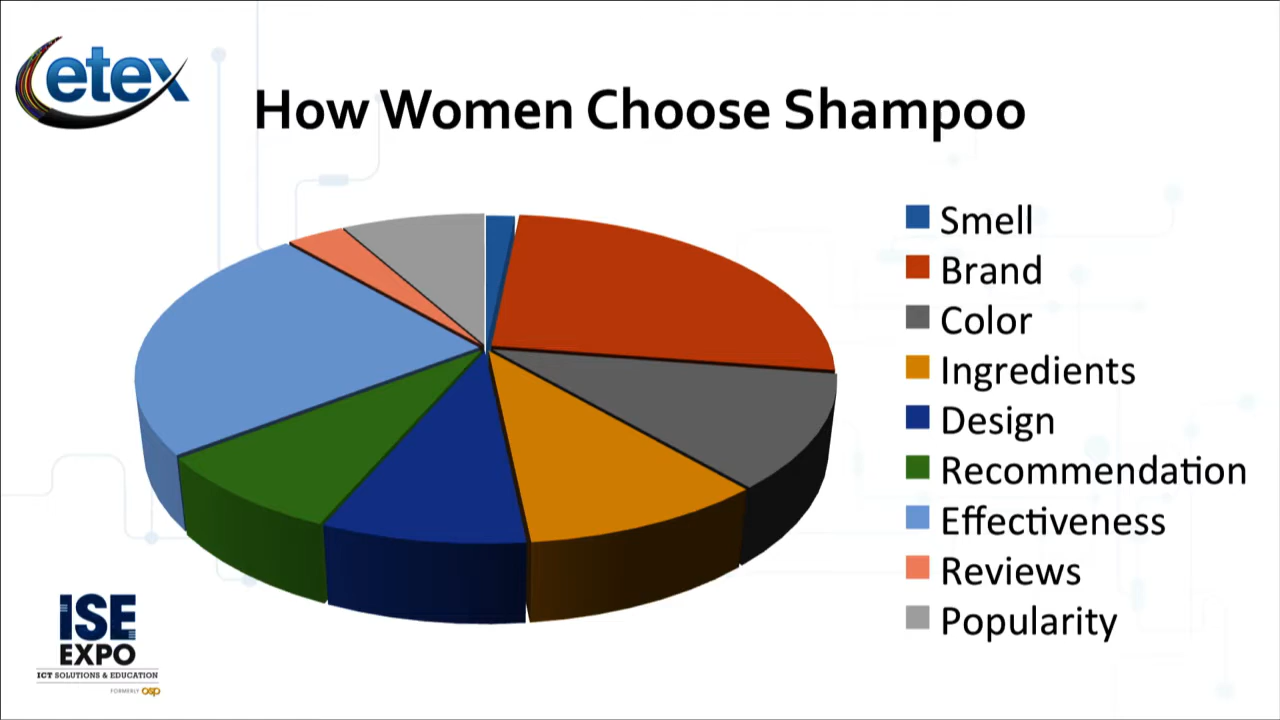 etex
How Women Choose Shampoo
Smell
Brand
Color
Ingredients
Design
Recommendation
Effectiveness
Reviews
Popularity
iSE
EXPO
ICT SOLUTIONS & EDUCATION
FORMERLY osp